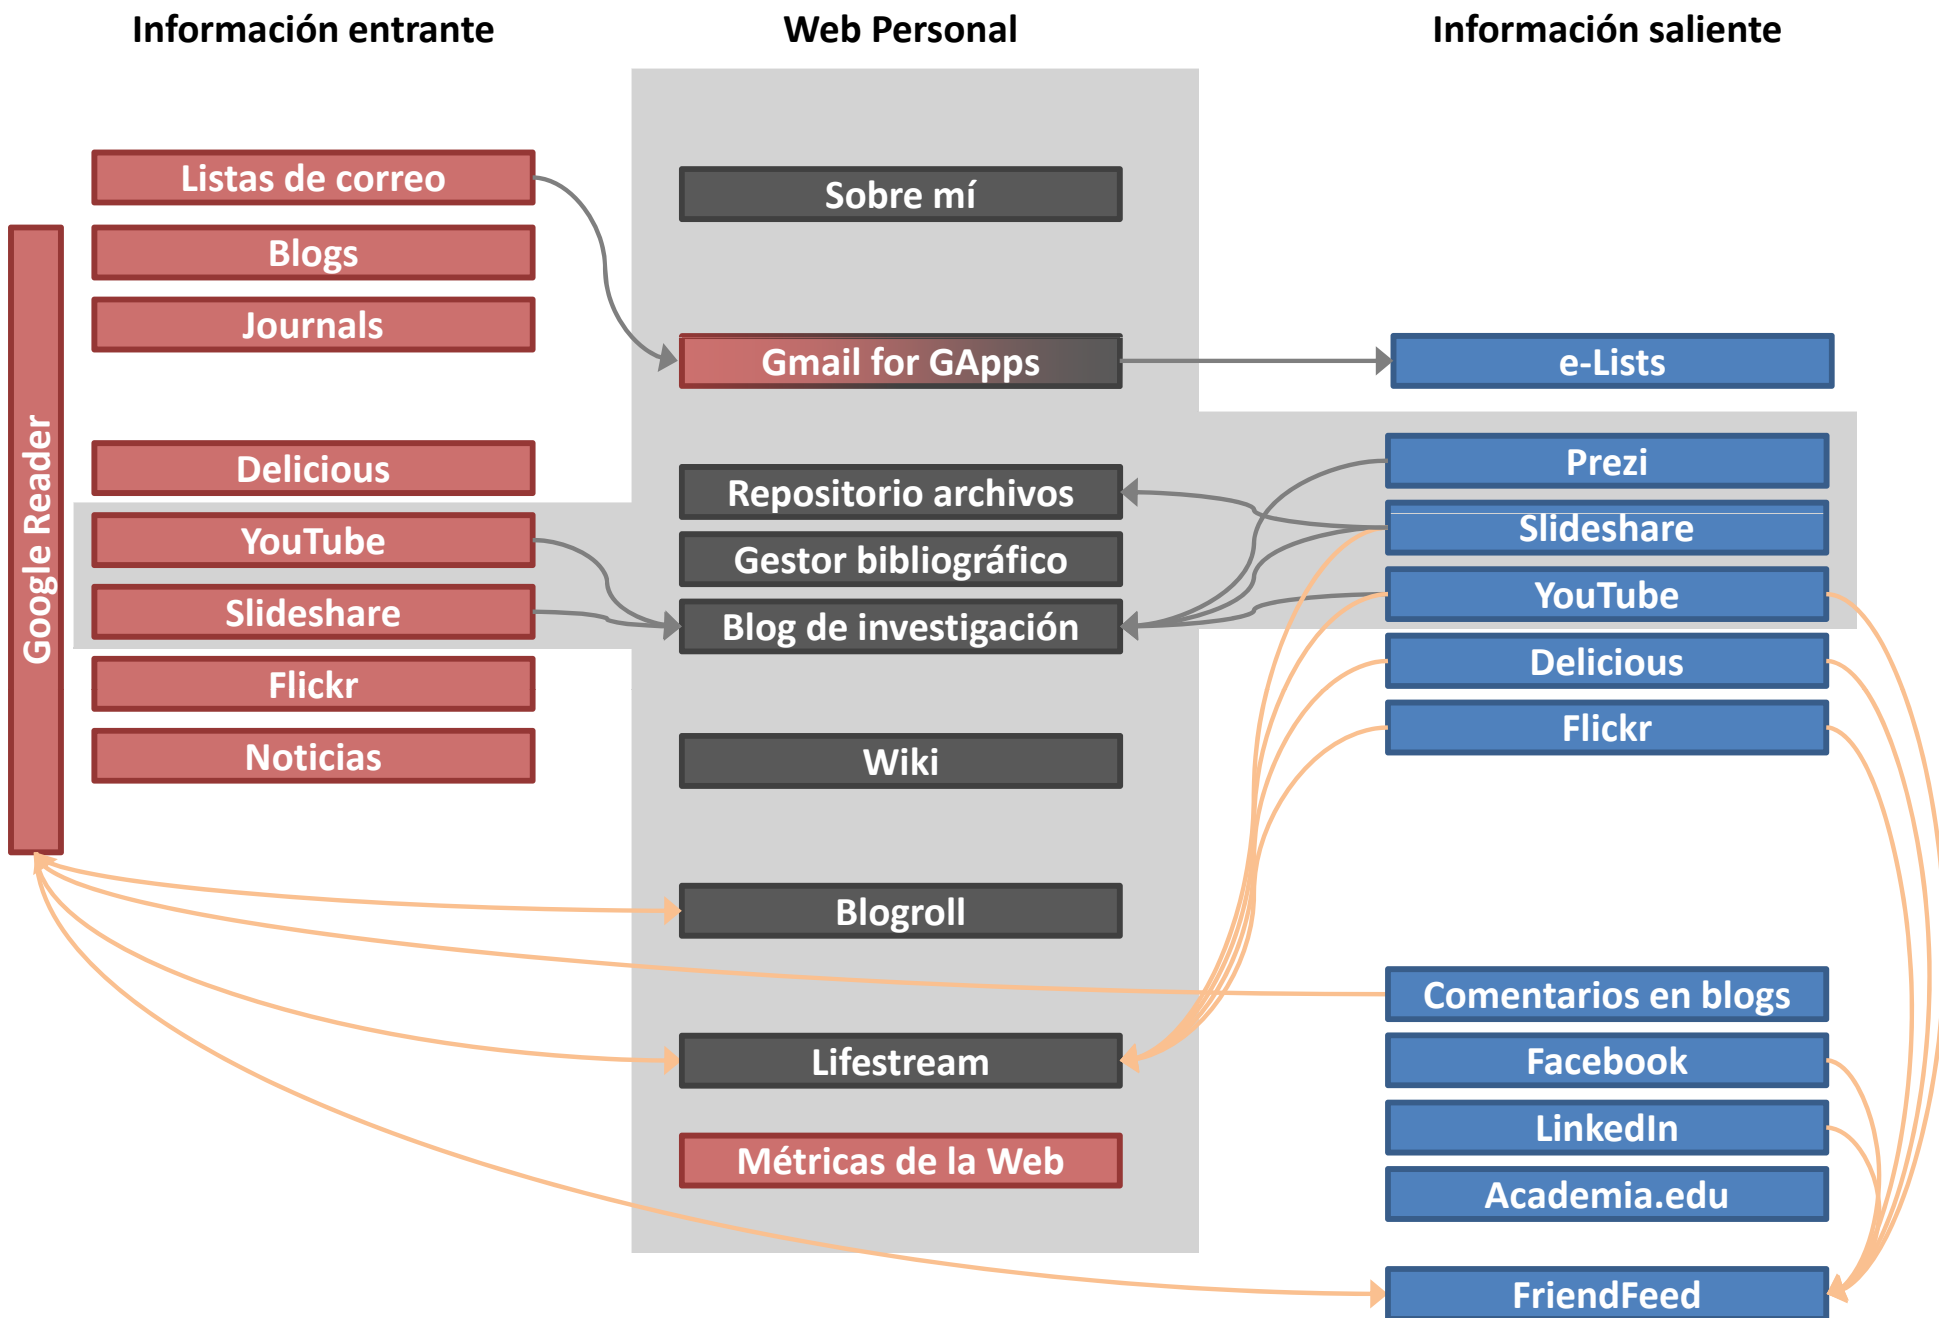 Información entrante
Web Personal
Información saliente
Listas de correo
Blogs
Journals
Google Reader
Delicious
YouTube
Slideshare
Flickr
Noticias
Sobre mí
Gmail for GApps
Repositorio archivos
Gestor bibliográfico
Blog de investigación
Wiki
Blogroll
Lifestream
Métricas de la Web
e-Lists
Prezi
Slideshare
YouTube
Delicious
Flickr
Comentarios en blogs
Facebook
LinkedIn
Academia.edu
FriendFeed